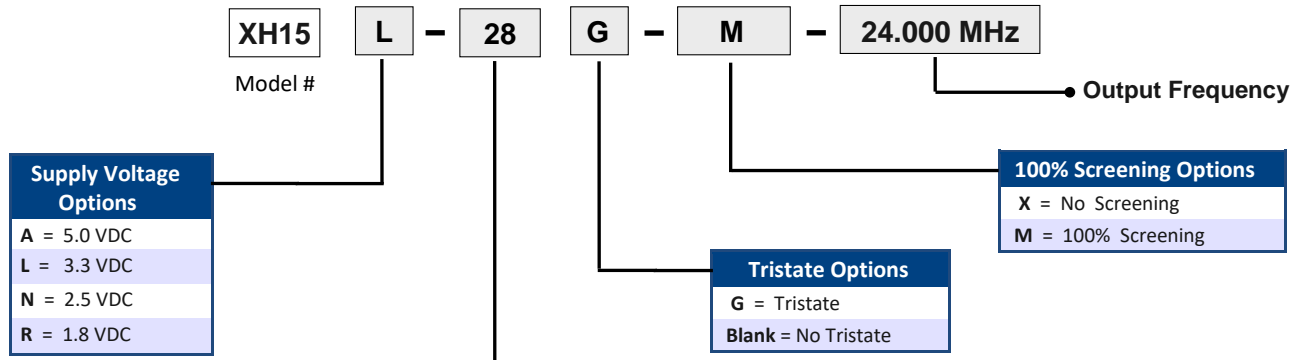 XH15 L – 28 G – M – 24.000 MHz
Model #
Output Frequency
Supply Voltage
Options
A = 5.0 VDC
L = 3.3 VDC
N = 2.5 VDC
R = 1.8 VDC
100% Screening Options
X = No Screening
M = 100% Screening
Tristate Options
G = Tristate
Blank = No Tristate